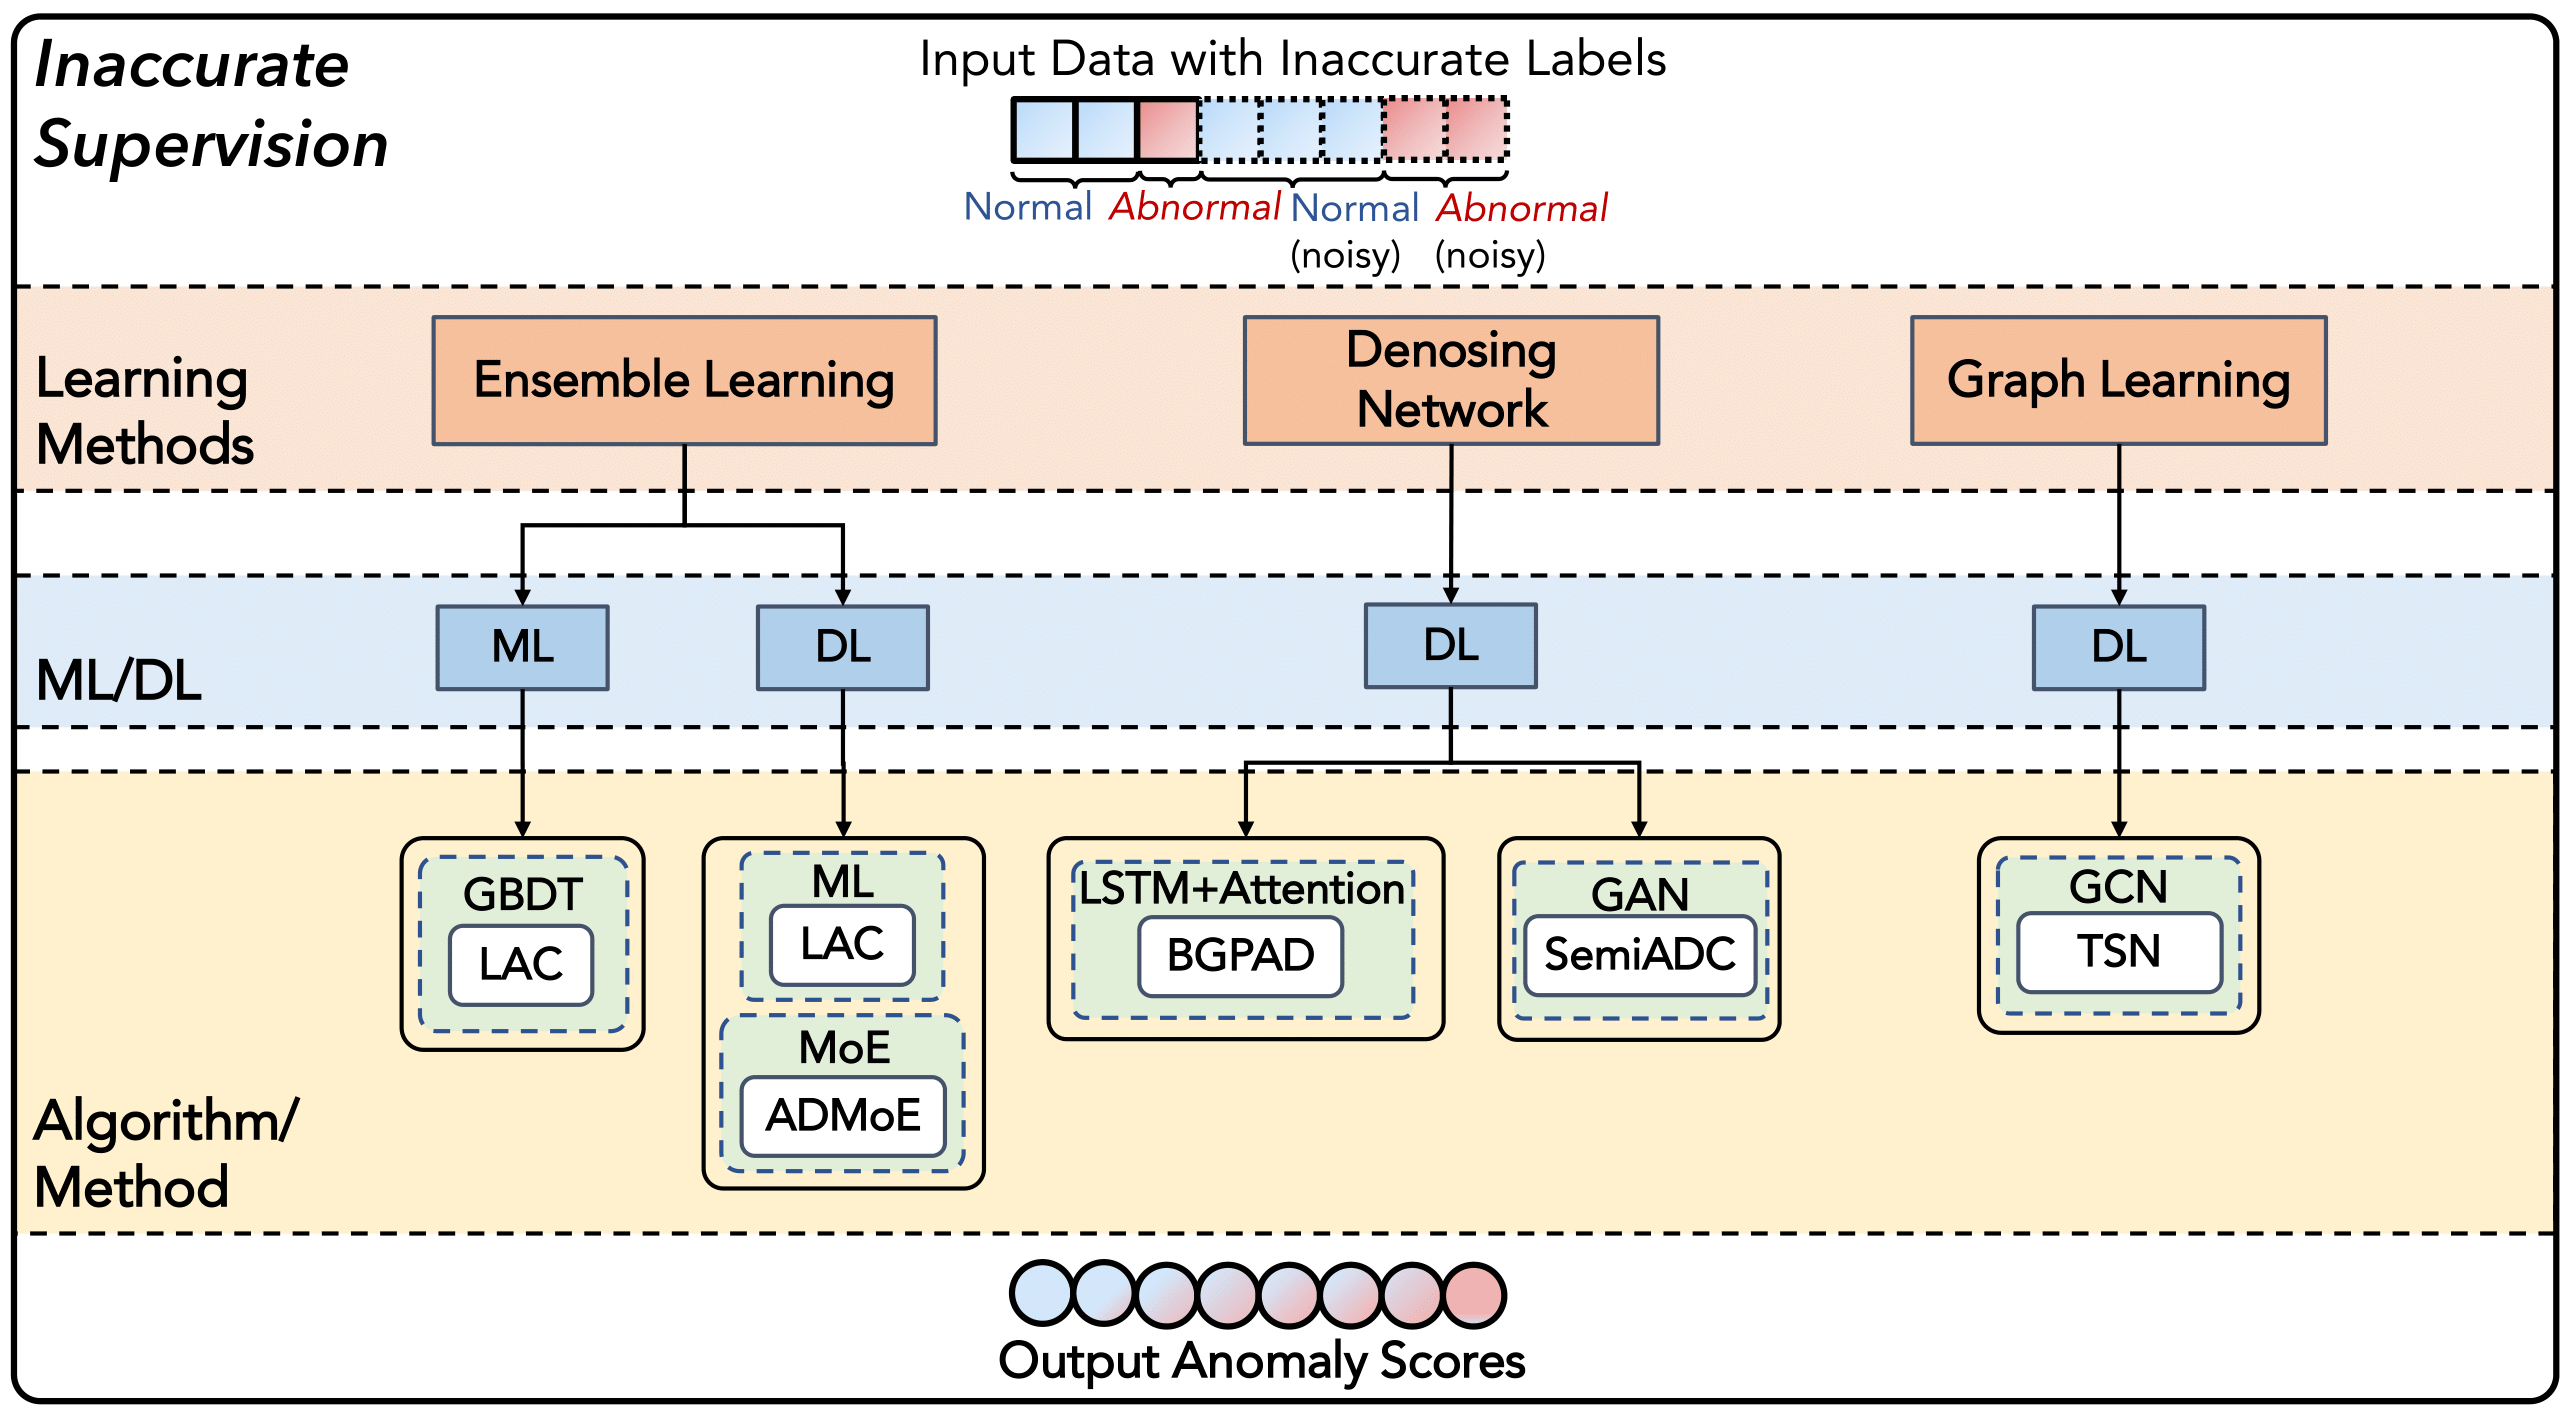 Inaccurate
Supervision
Input Data with Inaccurate Labels
Normal Abnormal Normal Abnormal
(noisy) (noisy)
Learning
Methods
Ensemble Learning
Denosing
Network
Graph Learning
ML/DL
ML
DL
DL
DL
Algorithm/
Method
GBDT
LAC
ML
LAC
MoE
ADMoE
LSTM+Attention
BGPAD
GAN
SemiADC
GCN
TSN
Output Anomaly Scores